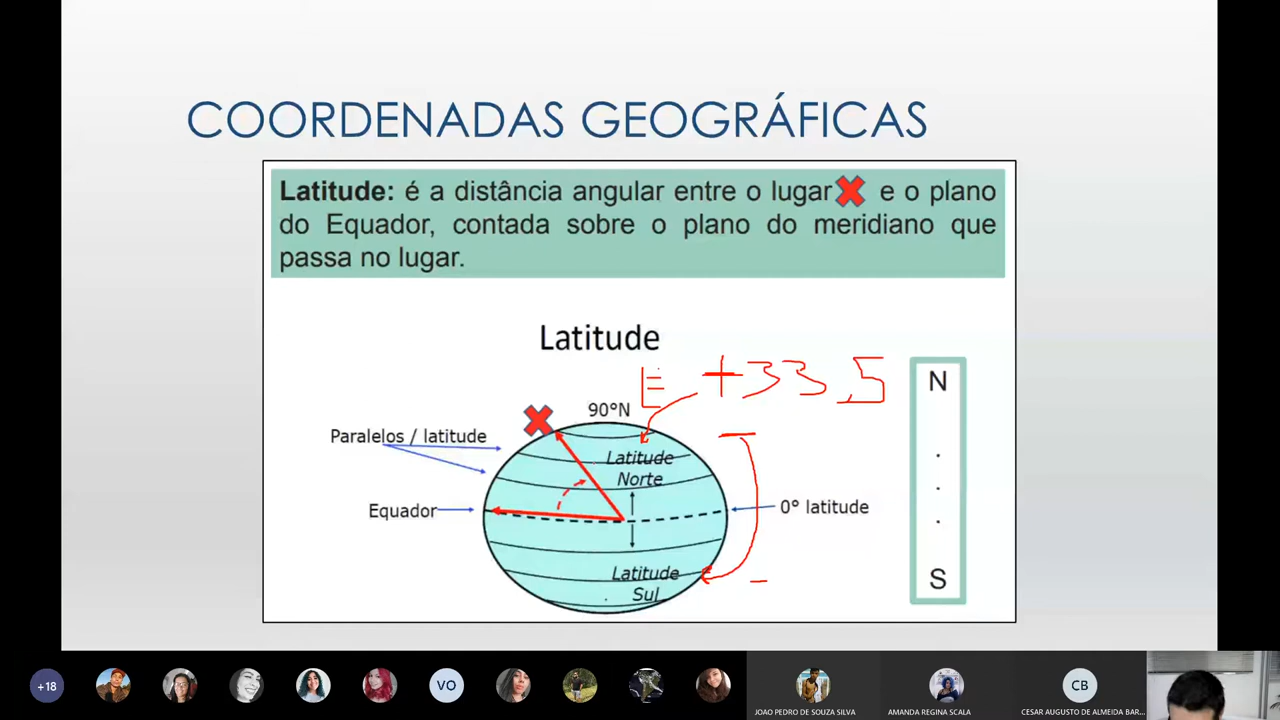 COORDENADAS GEOGRÁFICAS
Latitude: é a distância angular entre o lugar e o plano
do Equador, contada sobre o plano do meridiano que
passa no lugar.
Latitude
E +33,5
N
90°N
Paralelos / latitude
Latitude
Norte
Equador
0° latitude
Latitude
Sul
S
+18
VO
CB
JOAO PEDRO DE SOUZA SILVA
AMANDA REGINA SCALA
CESAR AUGUSTO DE ALMEIDA BAR...